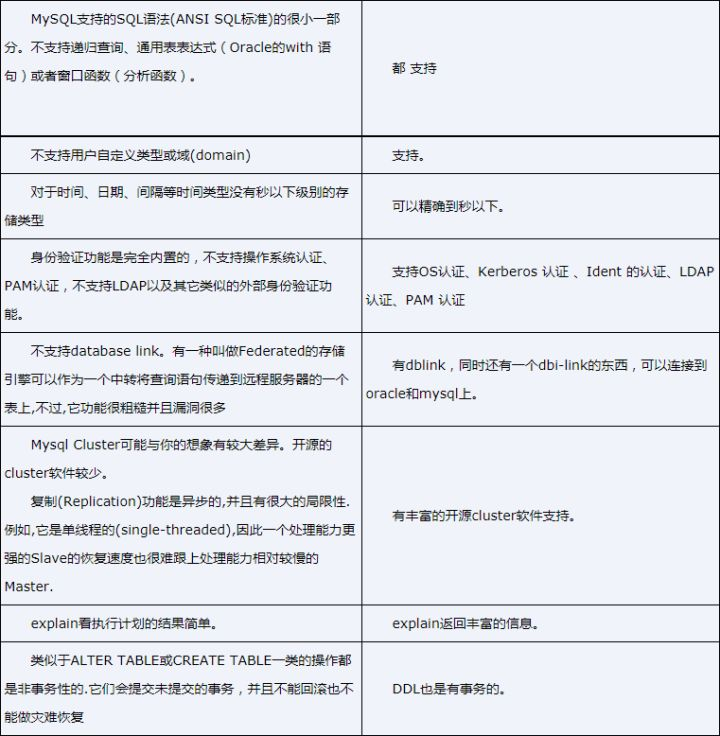 MySQL支持的SQL语法(ANSI SQL标准)的很小一部
分。不支持递归查询、通用表表达式（Oracle的with 语
句）或者窗口函数（分析函数）。
都 支持
不支持用户自定义类型或域(domain)
支持。
对于时间、日期、间隔等时间类型没有秒以下级别的存
储类型
可以精确到秒以下。
身份验证功能是完全内置的，不支持操作系统认证、
PAM认证，不支持LDAP以及其它类似的外部身份验证功
能。
支持OS认证、Kerberos 认证 、Ident 的认证、LDAP
认证、PAM 认证
不支持database link。有一种叫做Federated的存储
引擎可以作为一个中转将查询语句传递到远程服务器的一个
表上,不过,它功能很粗糙并且漏洞很多
有dblink，同时还有一个dbi-link的东西，可以连接到
oracle和mysql上。
Mysql Cluster可能与你的想象有较大差异。开源的
cluster软件较少。
复制(Replication)功能是异步的,并且有很大的局限性.
例如,它是单线程的(single-threaded),因此一个处理能力更
强的Slave的恢复速度也很难跟上处理能力相对较慢的
Master.
有丰富的开源cluster软件支持。
explain看执行计划的结果简单。
explain返回丰富的信息。
类似于ALTER TABLE或CREATE TABLE一类的操作都
是非事务性的.它们会提交未提交的事务，并且不能回滚也不
能做灾难恢复
DDL也是有事务的。